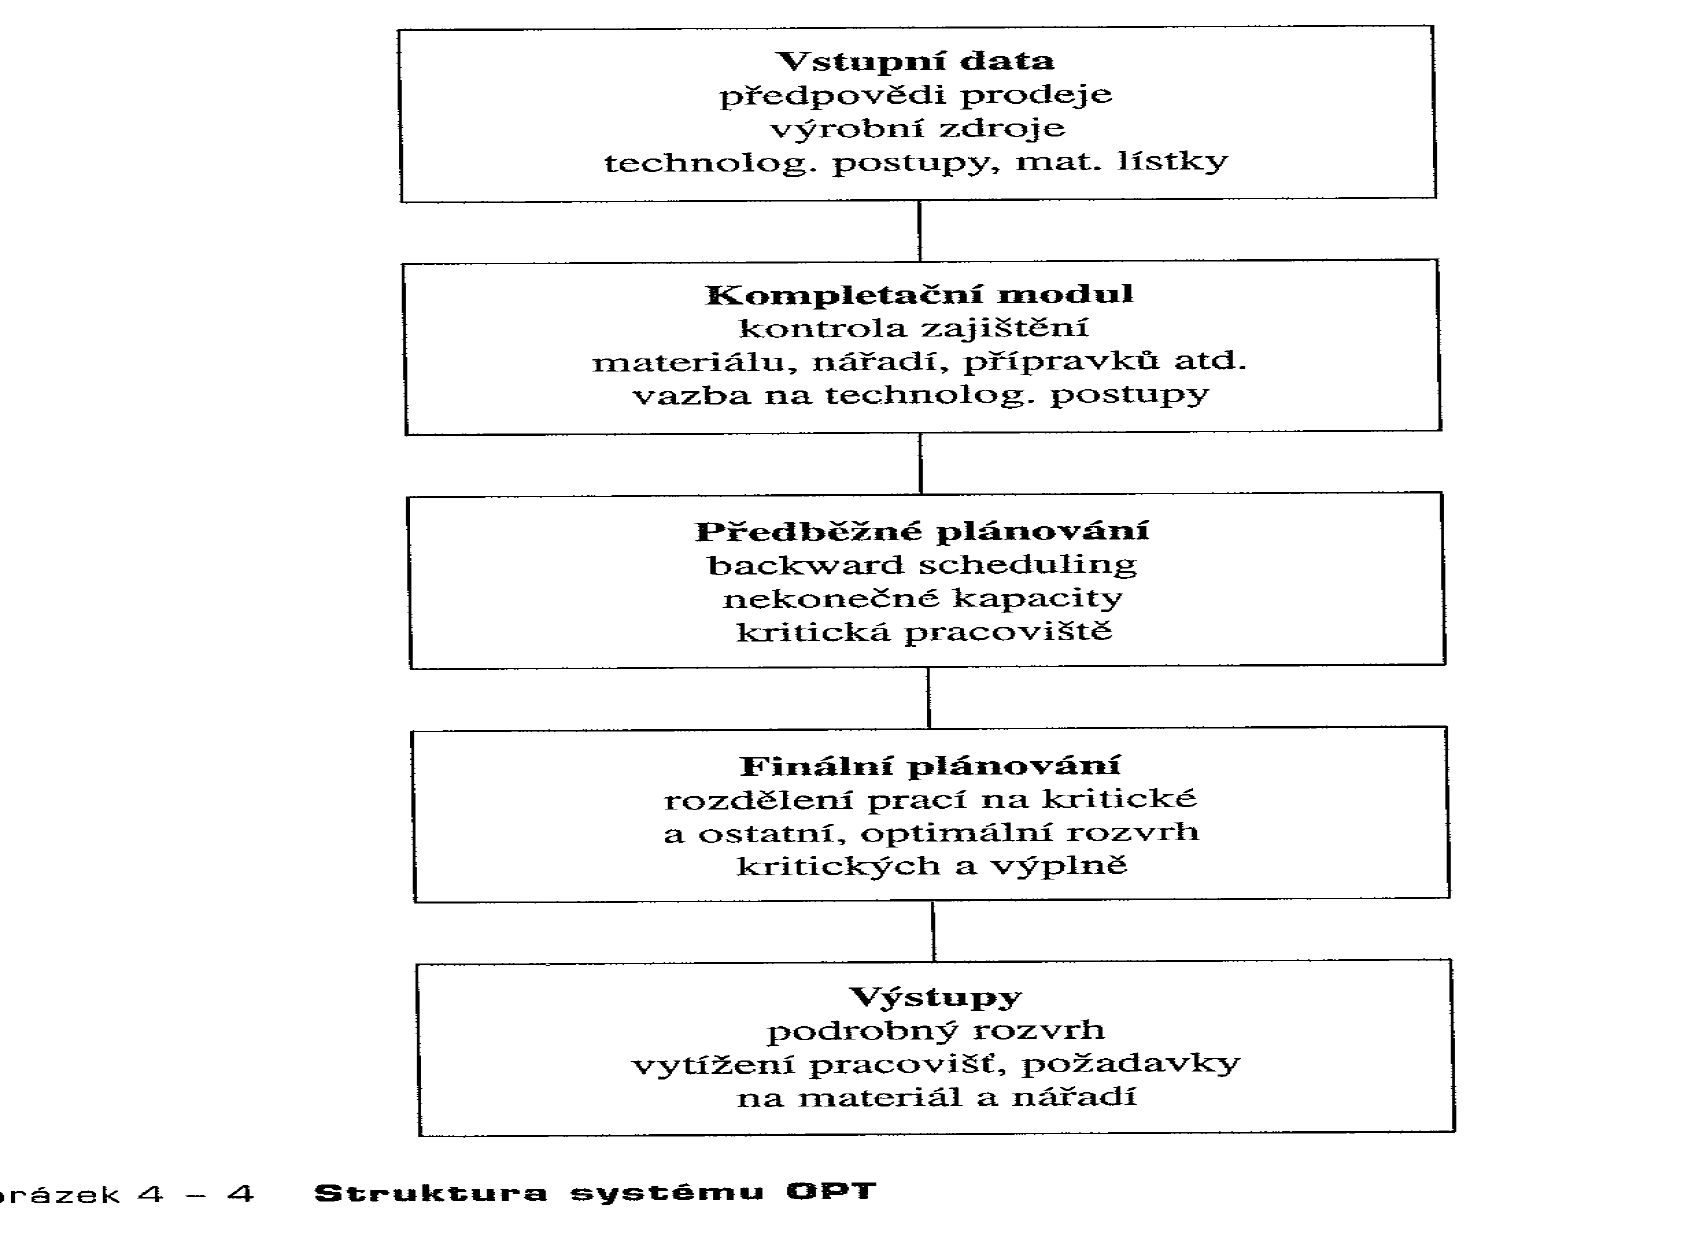 Vstupní data
předpovědi prodeje
výrobní zdroje
technolog. postupy, mat. lístky
Kompletační modul
kontrola zajištění
materiálu, nářadí, přípravků atd.
vazba na technolog. postupy
Předběžné plánování
backward scheduling
nekonečné kapacity
kritická pracoviště
Finální plánování
rozdělení prací na kritické
a ostatní, optimální rozvrh
kritických a výplně
Výstupy
podrobný rozvrh
vytížení pracovišť, požadavky
na materiál a nářadí
orázek 4 – 4 Struktura systému OPT